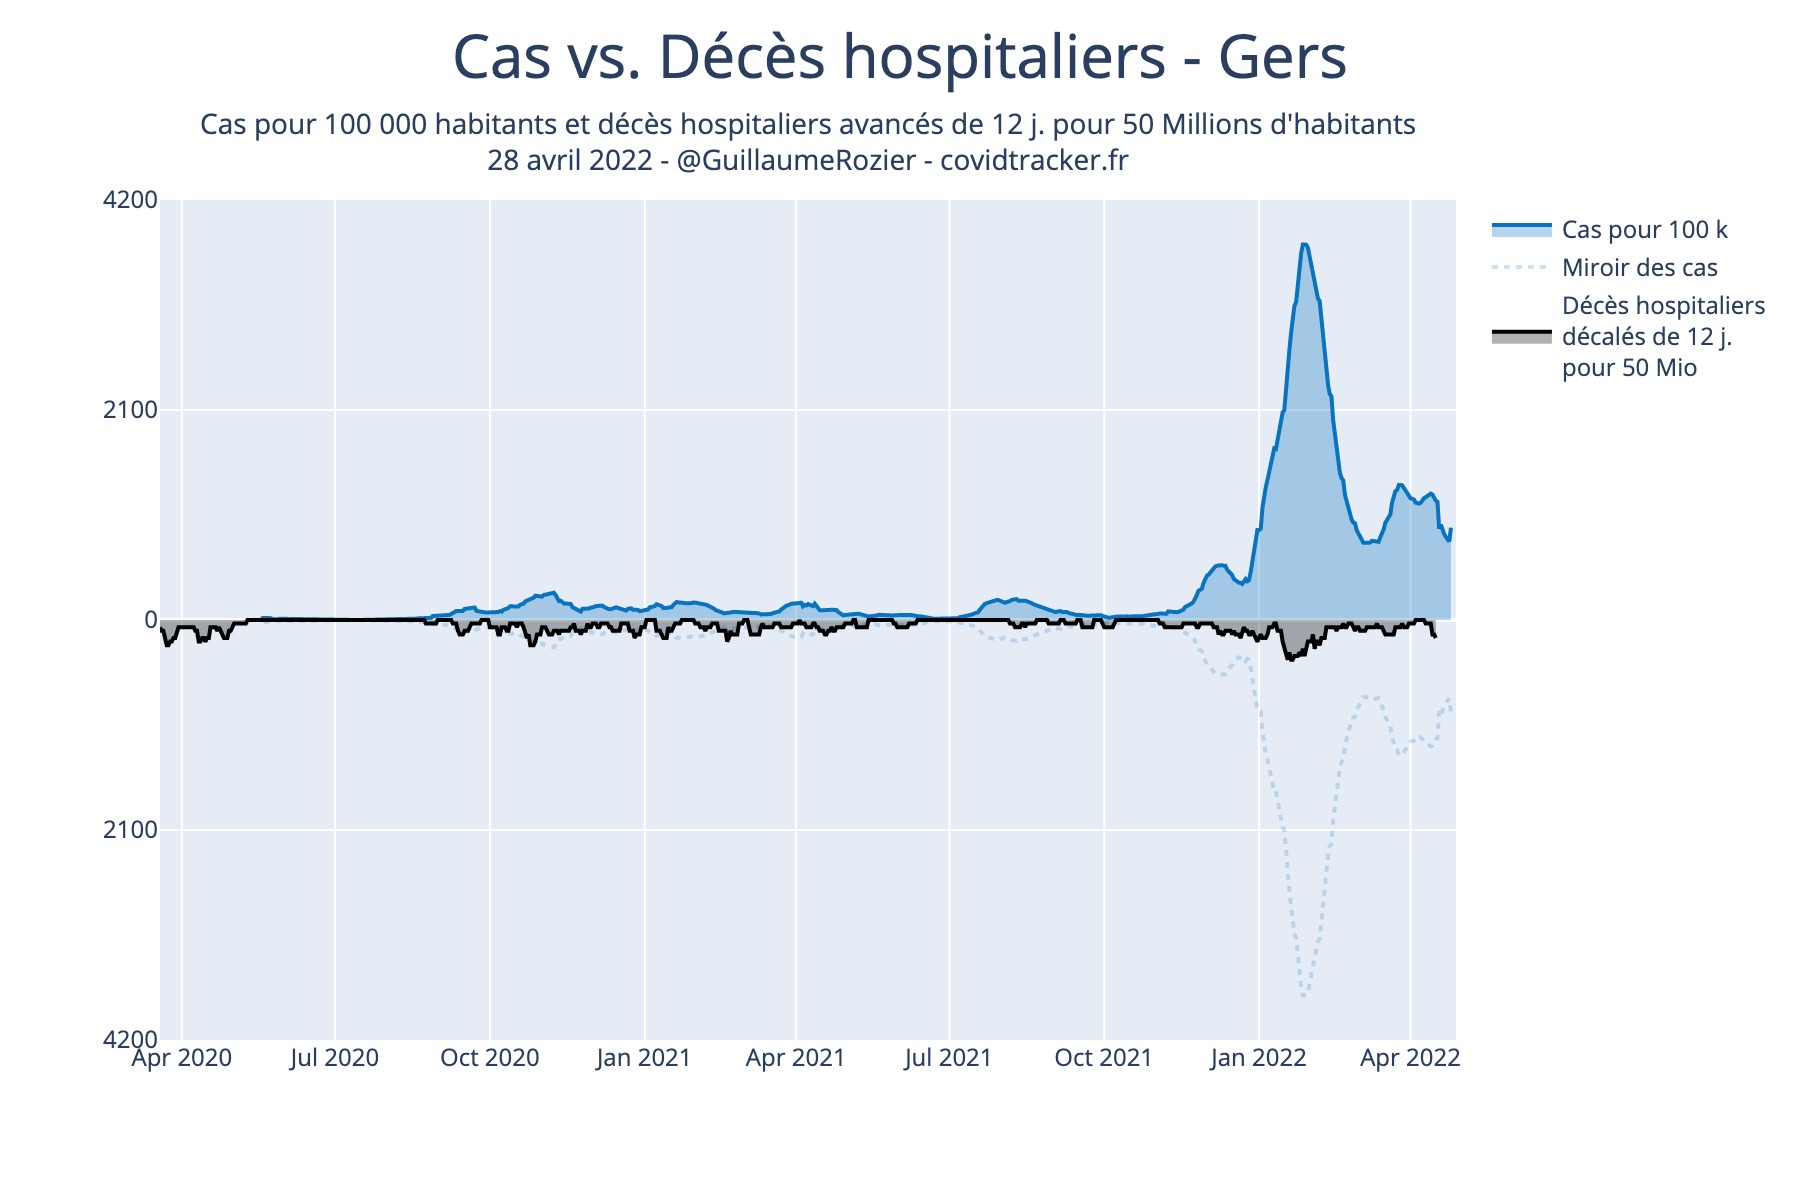 Cas vs. Décès hospitaliers - Gers
Cas pour 100 000 habitants et décès hospitaliers avancés de 12 j. pour 50 Millions d'habitants
28 avril 2022 - @GuillaumeRozier - covidtracker.fr
4200
2100
0
2100
4200
Apr 2020
Jul 2020
Oct 2020
Jan 2021
Apr 2021
Jul 2021
Oct 2021
Jan 2022
Apr 2022
Cas pour 100 k
Miroir des cas
Décès hospitaliers
décalés de 12 j.
pour 50 Mio